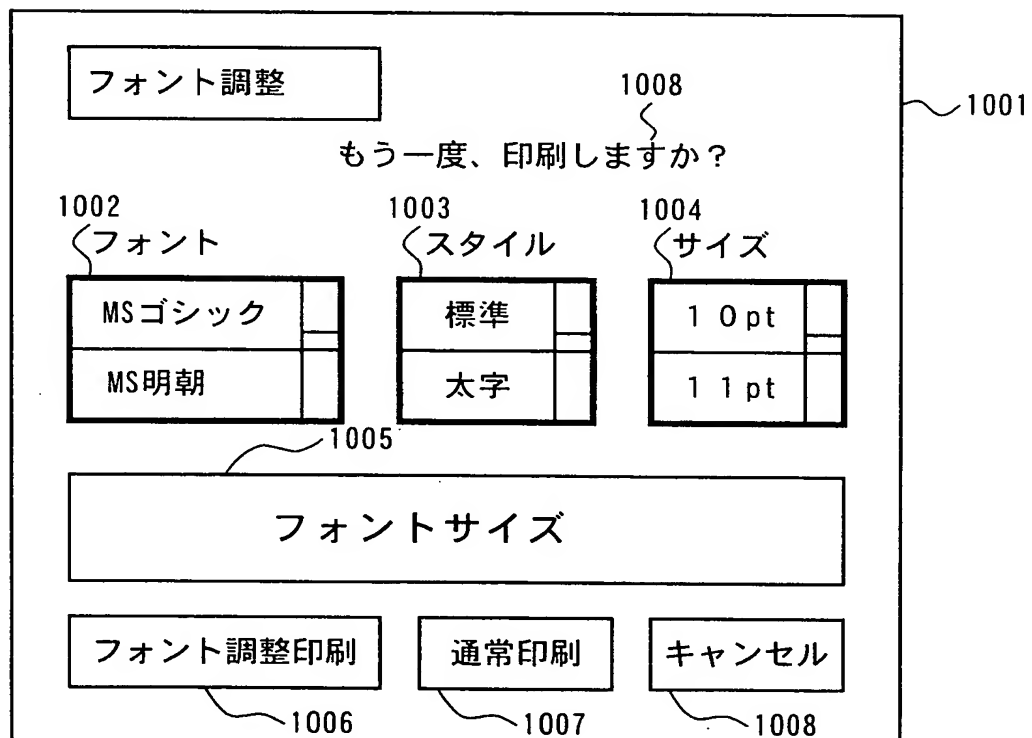 フォント調整
1008
1001
もう一度、印刷しますか？
1002 1003 1004
フォント スタイル サイズ
MSゴシック 標準 １０pt
MS明朝 太字 １１pt
1005
フォントサイズ
フォント調整印刷 通常印刷 キャンセル
1006 1007 1008